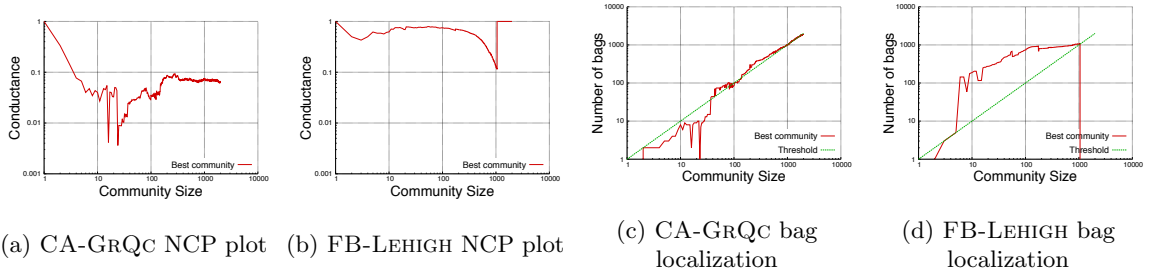 1
0.1
0.01
0.001
1
10
100
1000
10000
Conductance
Community Size
Best community
(a) CA-GRQC NCP plot
1
0.1
0.01
0.001
1
10
100
1000
10000
Conductance
Community Size
Best community
(b) FB-LEHIGH NCP plot
10000
1000
100
10
1
1
10
100
1000
10000
Number of bags
Community Size
Best community
Threshold
(c) CA-GRQC bag
localization
10000
1000
100
10
1
1
10
100
1000
10000
Number of bags
Community Size
Best community
Threshold
(d) FB-LEHIGH bag
localization